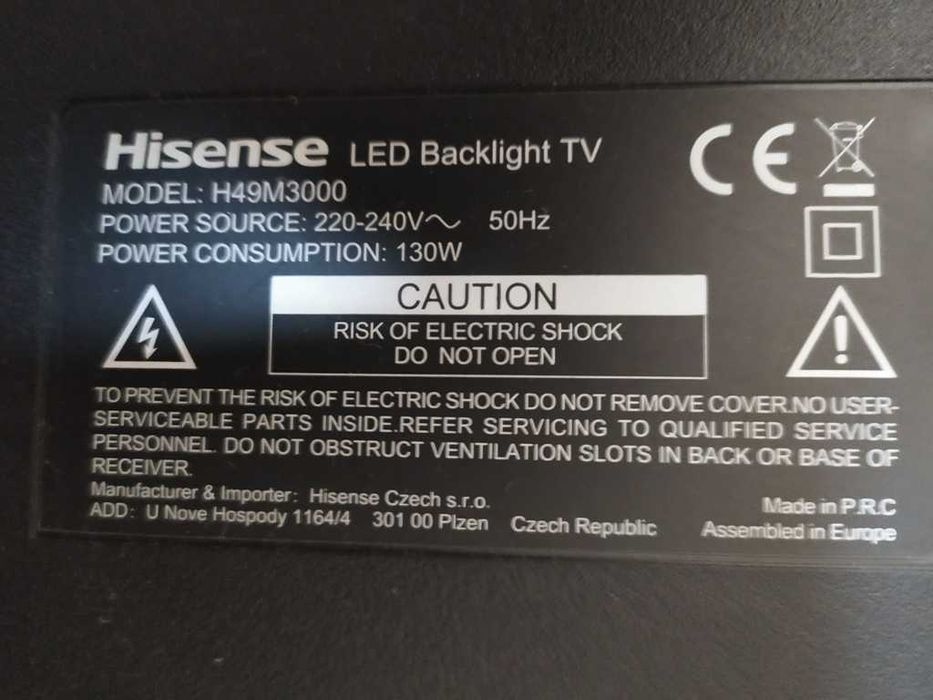 Hisense LED Backlight TV
MODEL: H49M3000
POWER SOURCE: 220-240V~ 50Hz
POWER CONSUMPTION: 130W
CE
CAUTION
RISK OF ELECTRIC SHOCK
DO NOT OPEN
TO PREVENT THE RISK OF ELECTRIC SHOCK DO NOT REMOVE COVER.NO USER-
SERVICEABLE PARTS INSIDE.REFER SERVICING TO QUALIFIED SERVICE
PERSONNEL. DO NOT OBSTRUCT VENTILATION SLOTS IN BACK OR BASE OF
RECEIVER.
Manufacturer & Importer: Hisense Czech s.r.o.
ADD: U Nove Hospody 1164/4 301 00 Plzen Czech Republic
Made in P.R.C
Assembled in Europe